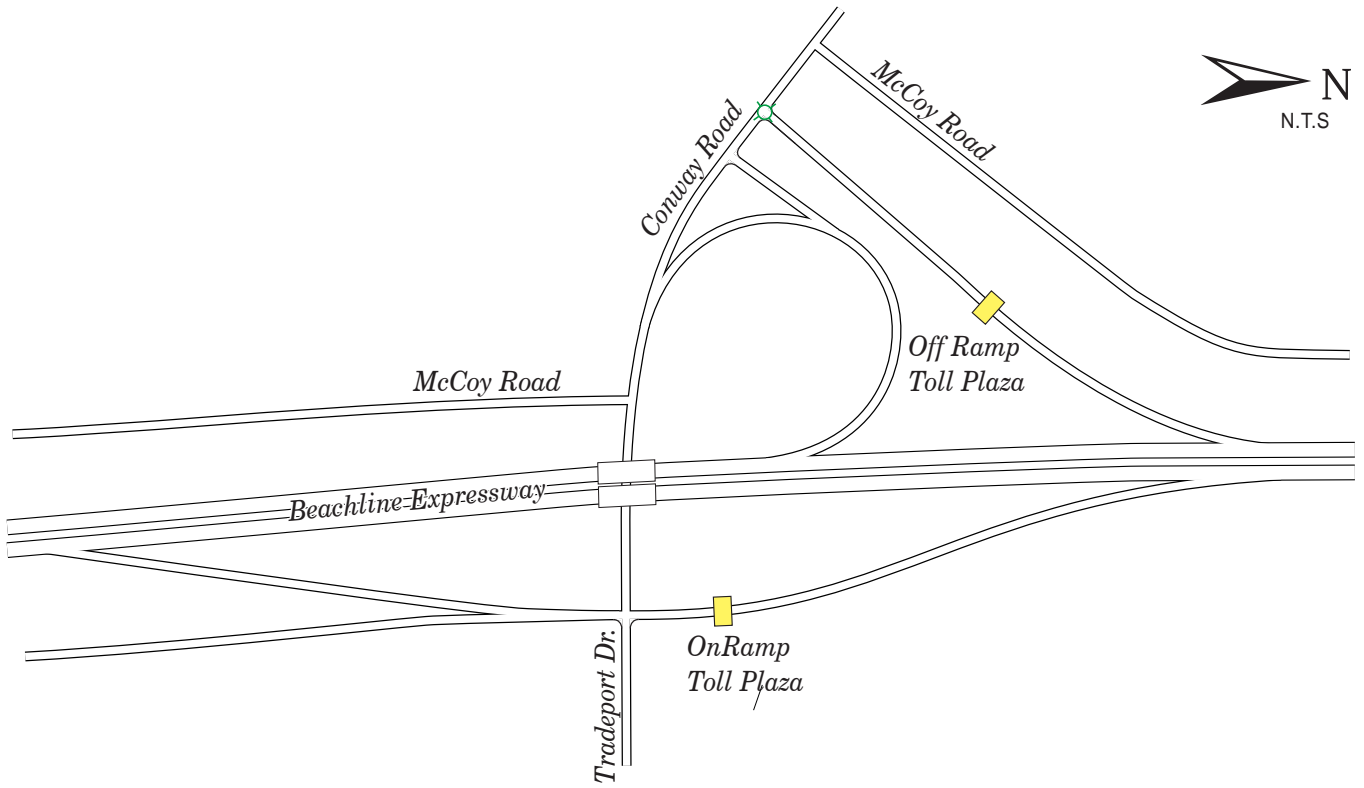 McCoy Road
N
N.T.S
Conway Road
Off Ramp
Toll Plaza
McCoy Road
Beachline Expressway
OnRamp
Toll Plaza
Tradeport Dr.